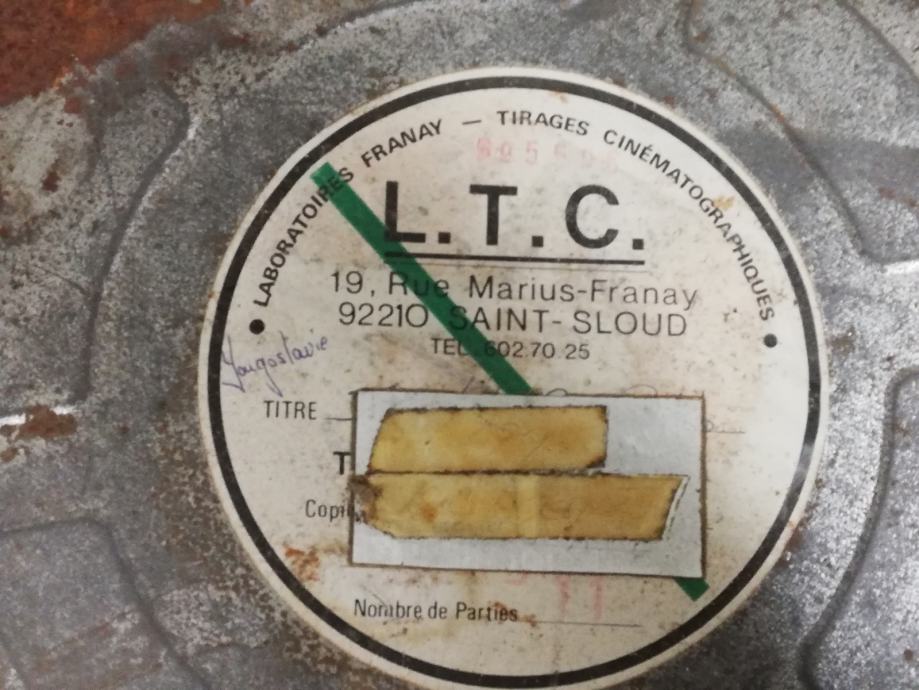 LABORATOIRES FRANAY — TIRAGES CINÉMATOGRAPHIQUES
L.T.C.
19, Rue Marius-Franay
92210 SAINT-SLOUD
TEL. 602.70.25
Yougoslavie
TITRE
Nombre de Parties